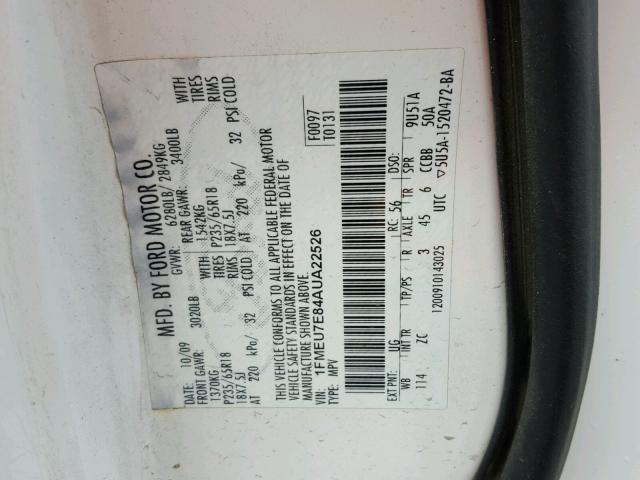 MFD. BY FORD MOTOR CO.
DATE: 10/09 GVWR: 6280LB/ 2849KG
FRONT GAWR: 3020LB REAR GAWR: 3400LB
1370KG 1542KG WITH
P235/65R18 TIRES P235/65R18 TIRES
18X7.5J RIMS 18X7.5J RIMS
AT 220 kPa/ 32 PSI COLD AT 220 kPa/ 32 PSI COLD
THIS VEHICLE CONFORMS TO ALL APPLICABLE FEDERAL MOTOR
VEHICLE SAFETY STANDARDS IN EFFECT ON THE DATE OF
MANUFACTURE SHOWN ABOVE.
VIN: 1FMEU7E84AUA22526 F0097
TYPE: MPV T0131
EXT PNT: UG RC: 56 DSO:
WB INT TR TP/PS R AXLE TR SPR 9U51A
114 ZC 3 45 6 CCBB 50A
1200910143025 UTC ▽5U5A-1520472-BA